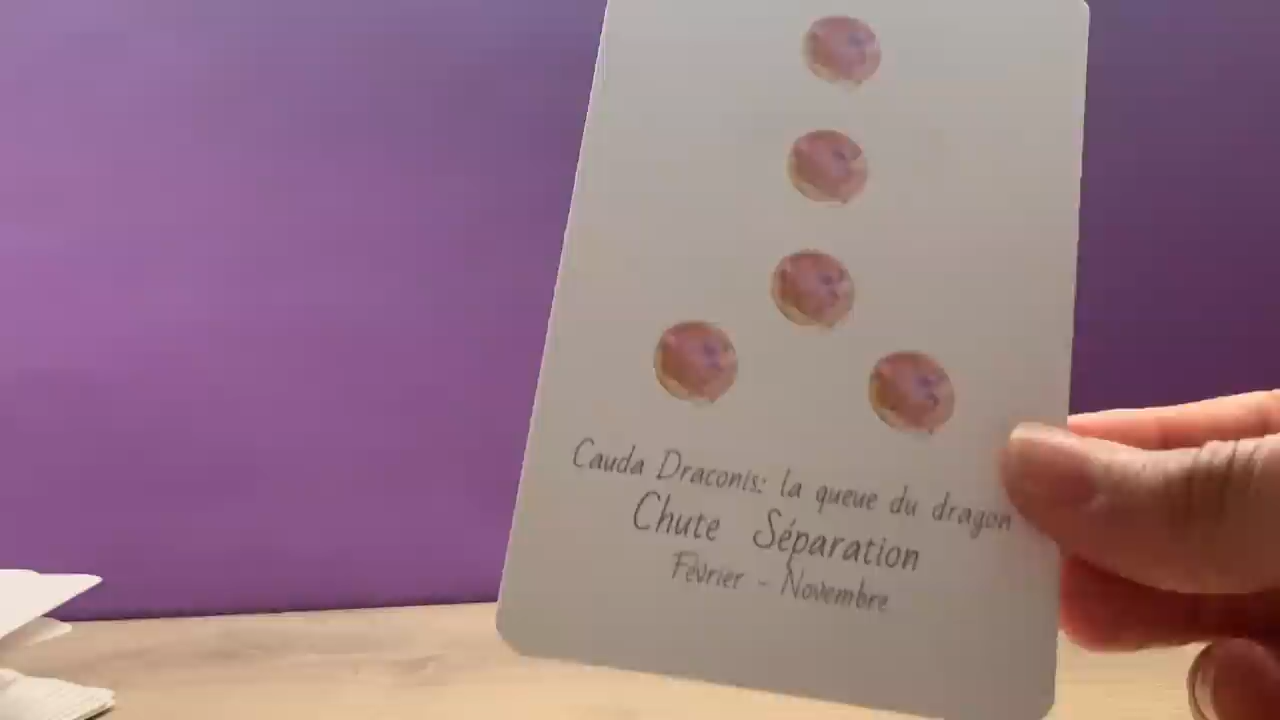 Cauda Draconis: la queue du dragon
Chute Séparation
Février - Novembre